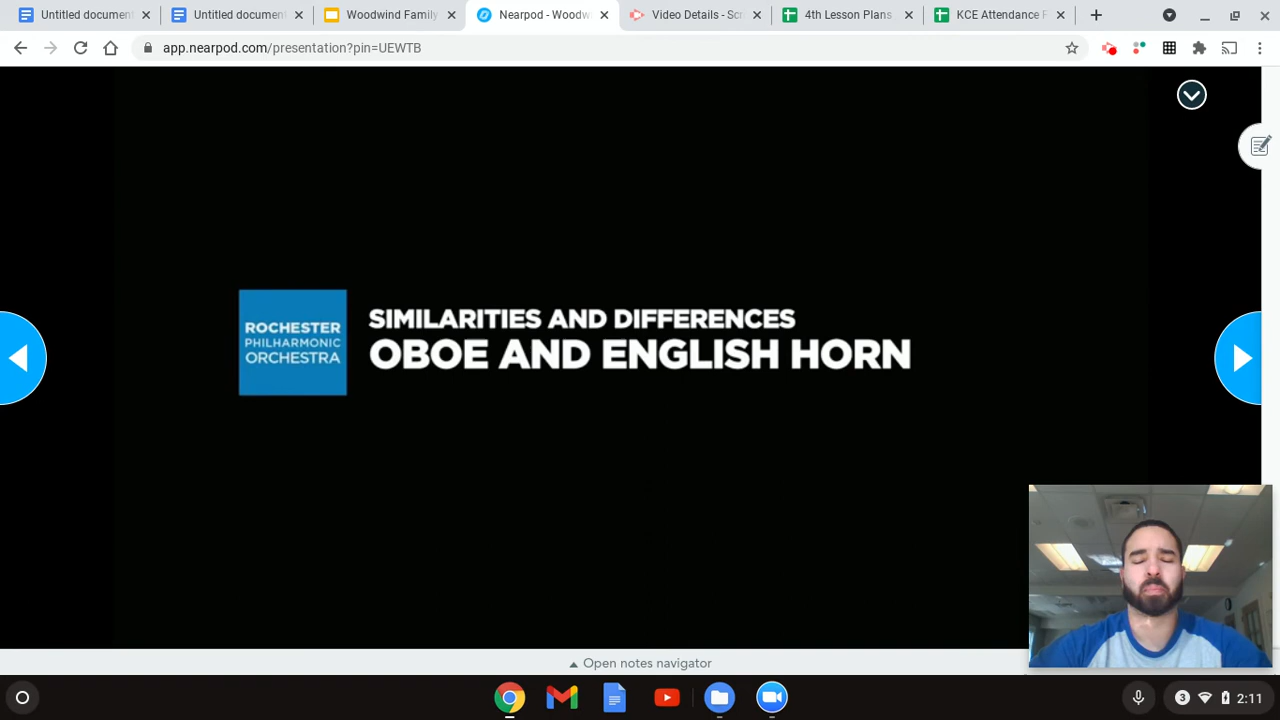 Untitled document
Untitled document
Woodwind Family
Nearpod - Woodw
Video Details - Scr
4th Lesson Plans
KCE Attendance R
app.nearpod.com/presentation?pin=UEWTB
ROCHESTER
PHILHARMONIC
ORCHESTRA
SIMILARITIES AND DIFFERENCES
OBOE AND ENGLISH HORN
Open notes navigator
3
2:11